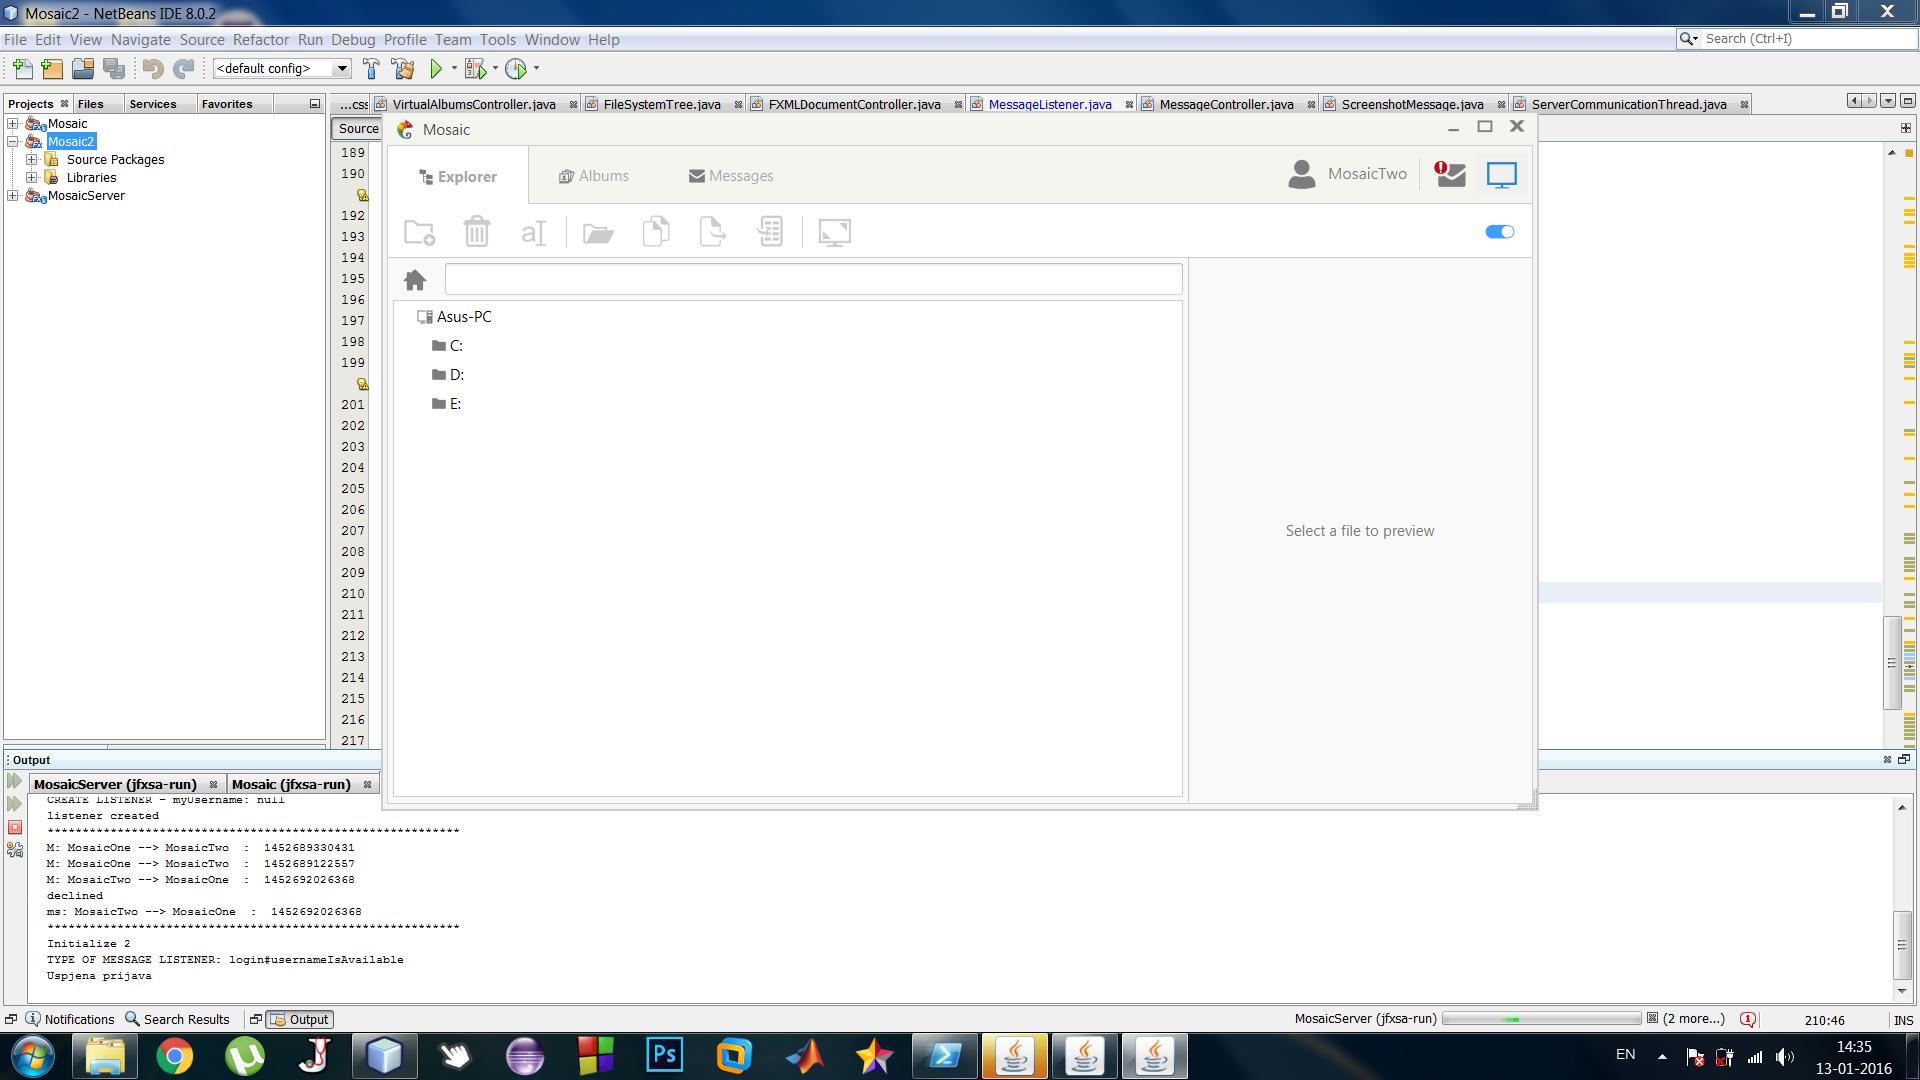 Mosaic2 - NetBeans IDE 8.0.2
File Edit View Navigate Source Refactor Run Debug Profile Team Tools Window Help
Search (Ctrl+I)
<default config>
Projects Files Services Favorites
...css VirtualAlbumsController.java FileSystemTree.java FXMLDocumentController.java MessageListener.java MessageController.java ScreenshotMessage.java ServerCommunicationThread.java
Mosaic
Mosaic2
Source Packages
Libraries
MosaicServer
Source
189
190
192
193
194
195
196
197
198
199
201
202
203
204
205
206
207
208
209
210
211
212
213
214
215
216
217
Mosaic
Explorer Albums Messages
MosaicTwo
Asus-PC
C:
D:
E:
Select a file to preview
Output
MosaicServer (jfxsa-run) Mosaic (jfxsa-run)
CREATE LISTENER - myUsername: null
listener created
***********************************************************
M: MosaicOne --> MosaicTwo : 1452689330431
M: MosaicOne --> MosaicTwo : 1452689122557
M: MosaicTwo --> MosaicOne : 1452692026368
declined
ms: MosaicTwo --> MosaicOne : 1452692026368
***********************************************************
Initialize 2
TYPE OF MESSAGE LISTENER: login#usernameIsAvailable
Uspjena prijava
Notifications Search Results Output
MosaicServer (jfxsa-run) (2 more...) 210:46 INS
Ps
EN
14:35
13-01-2016